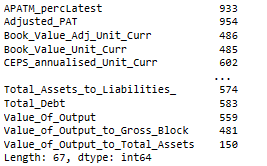 APATM_percLatest 933
Adjusted_PAT 954
Book_Value_Adj_Unit_Curr 486
Book_Value_Unit_Curr 485
CEPS_annualised_Unit_Curr 602
...
Total_Assets_to_Liabilities_ 574
Total_Debt 583
Value_Of_Output 559
Value_of_Output_to_Gross_Block 481
Value_of_Output_to_Total_Assets 150
Length: 67, dtype: int64